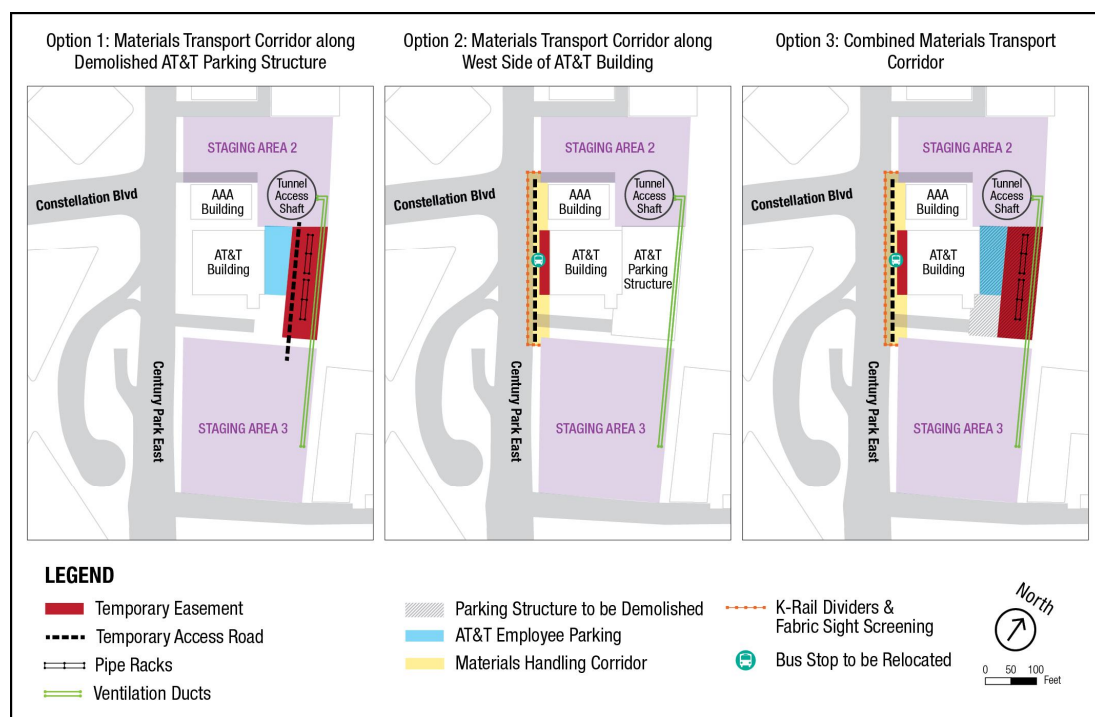 Option 1: Materials Transport Corridor along
Demolished AT&T Parking Structure
Option 2: Materials Transport Corridor along
West Side of AT&T Building
Option 3: Combined Materials Transport
Corridor
STAGING AREA 2
Tunnel
Access
Shaft
Constellation Blvd
AAA
Building
AT&T
Building
Century Park East
STAGING AREA 3
STAGING AREA 2
Tunnel
Access
Shaft
Constellation Blvd
AAA
Building
AT&T
Building
AT&T
Parking
Structure
Century Park East
STAGING AREA 3
STAGING AREA 2
Tunnel
Access
Shaft
Constellation Blvd
AAA
Building
AT&T
Building
Century Park East
STAGING AREA 3
LEGEND
Temporary Easement
Temporary Access Road
Pipe Racks
Ventilation Ducts
Parking Structure to be Demolished
AT&T Employee Parking
Materials Handling Corridor
K-Rail Dividers &
Fabric Sight Screening
Bus Stop to be Relocated
North
0 50 100
Feet